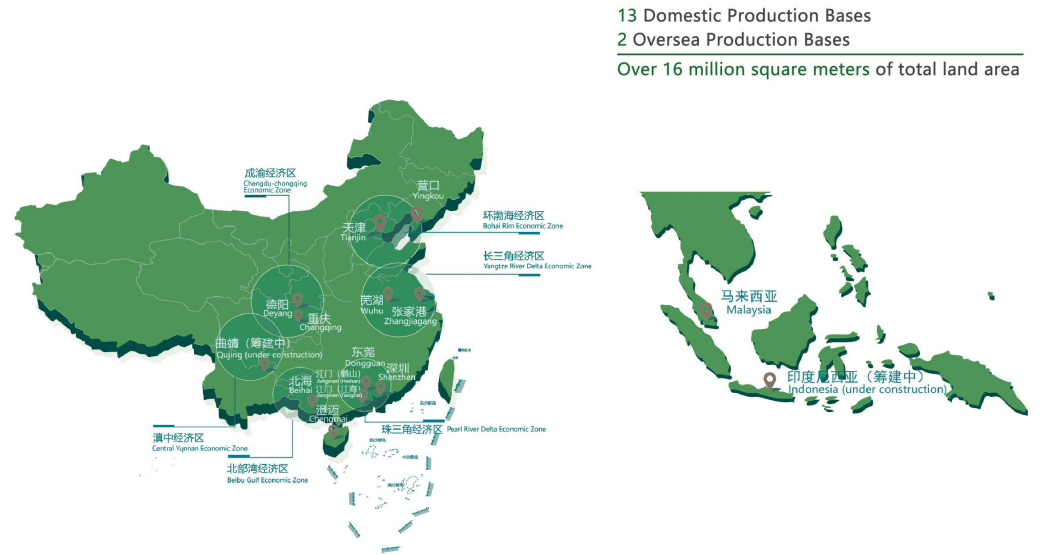 13 Domestic Production Bases
2 Oversea Production Bases
Over 16 million square meters of total land area
成渝经济区
Chengdu-chongqing
Economic Zone
营口
Yingkou
天津
Tianjin
环渤海经济区
Bohai Rim Economic Zone
长三角经济区
Yangtze River Delta Economic Zone
德阳
Deyang
重庆
Chongqing
芜湖
Wuhu
张家港
Zhangjiagang
曲靖（筹建中）
Qujing (under construction)
东莞
Dongguan
深圳
Shenzhen
江门（鹤山）
Jiangmen (Heshan)
江门（江海）
Jiangmen (Jianghai)
北海
Beihai
澄迈
Chengmai
珠三角经济区 Pearl River Delta Economic Zone
滇中经济区
Central Yunnan Economic Zone
北部湾经济区
Beibu Gulf Economic Zone
马来西亚
Malaysia
印度尼西亚（筹建中）
Indonesia (under construction)